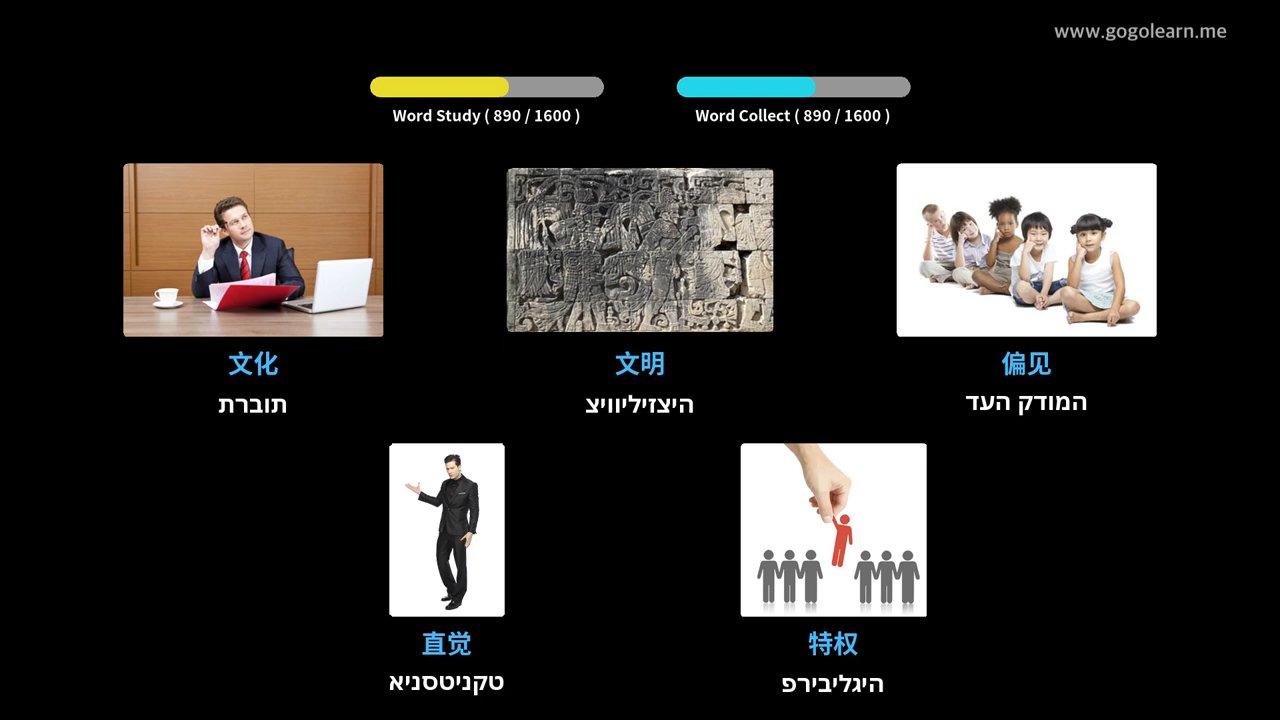 www.gogolearn.me
Word Study ( 890 / 1600 )
Word Collect ( 890 / 1600 )
文化
תוברת
文明
היצזיליוויצ
偏见
המודק העד
直觉
טקניטסניא
特权
היגליבירפ